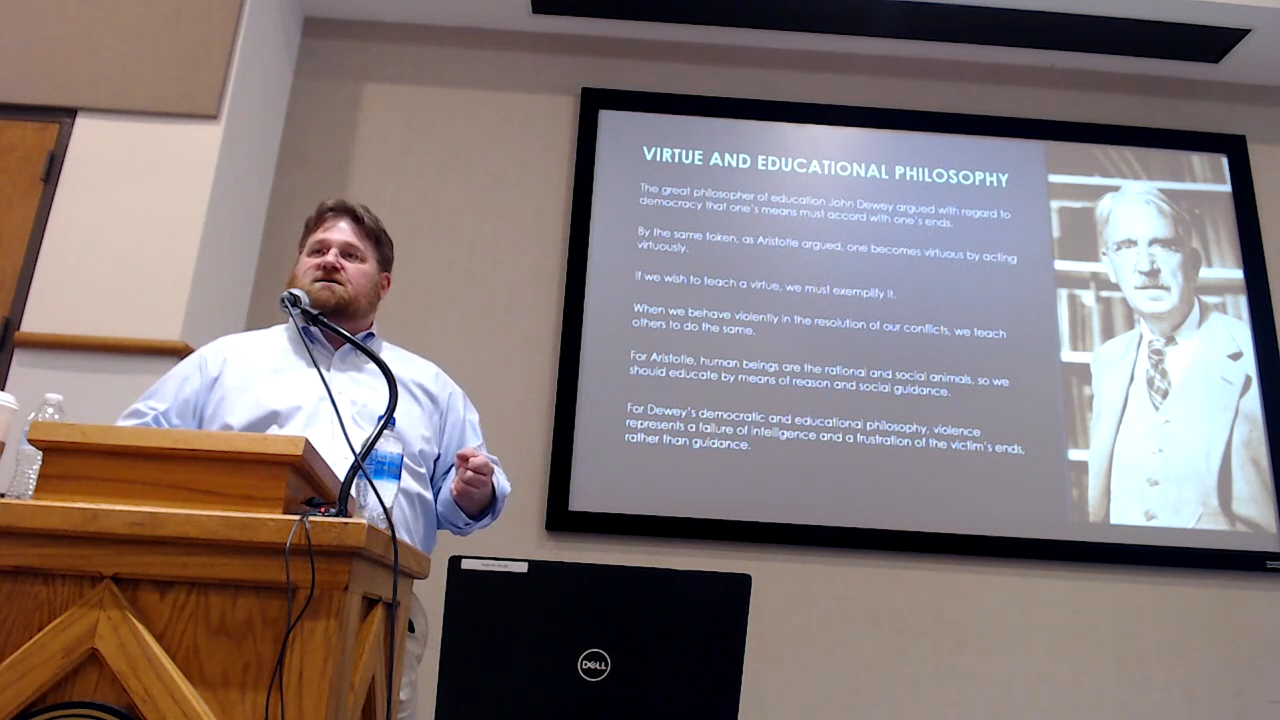 VIRTUE AND EDUCATIONAL PHILOSOPHY
The great philosopher of education John Dewey argued with regard to
democracy that one's means must accord with one's ends.
By the same token, as Aristotle argued, one becomes virtuous by acting
virtuously.
If we wish to teach a virtue, we must exemplify it.
When we behave violently in the resolution of our conflicts, we teach
others to do the same.
For Aristotle, human beings are the rational and social animals, so we
should educate by means of reason and social guidance.
For Dewey's democratic and educational philosophy, violence
represents a failure of intelligence and a frustration of the victim's ends,
rather than guidance.
DELL